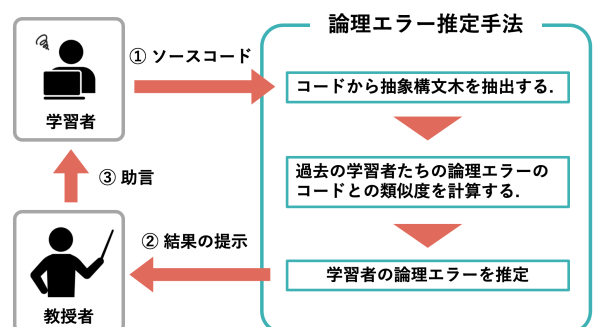 論理エラー推定手法
① ソースコード
コードから抽象構文木を抽出する.
学習者
過去の学習者たちの論理エラーの
コードとの類似度を計算する.
③ 助言
② 結果の提示
学習者の論理エラーを推定
教授者